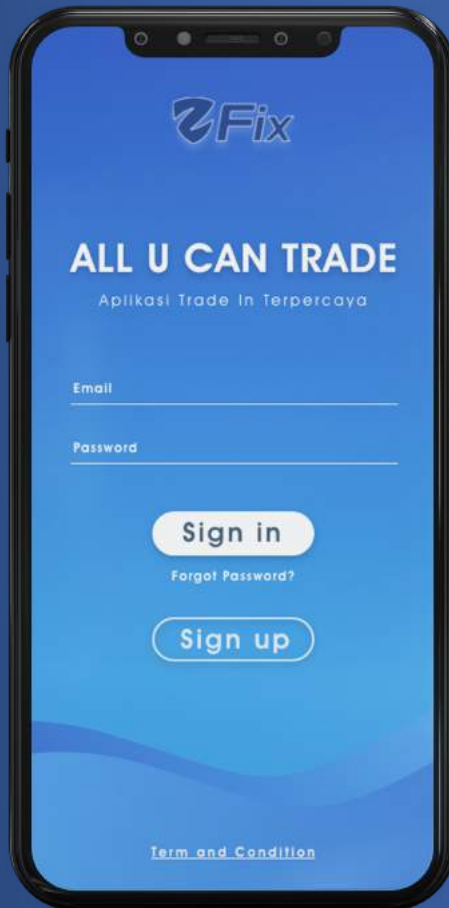 Fix
ALL U CAN TRADE
Aplikasi Trade In Terpercaya
Email
Password
Sign in
Forgot Password?
Sign up
Term and Condition